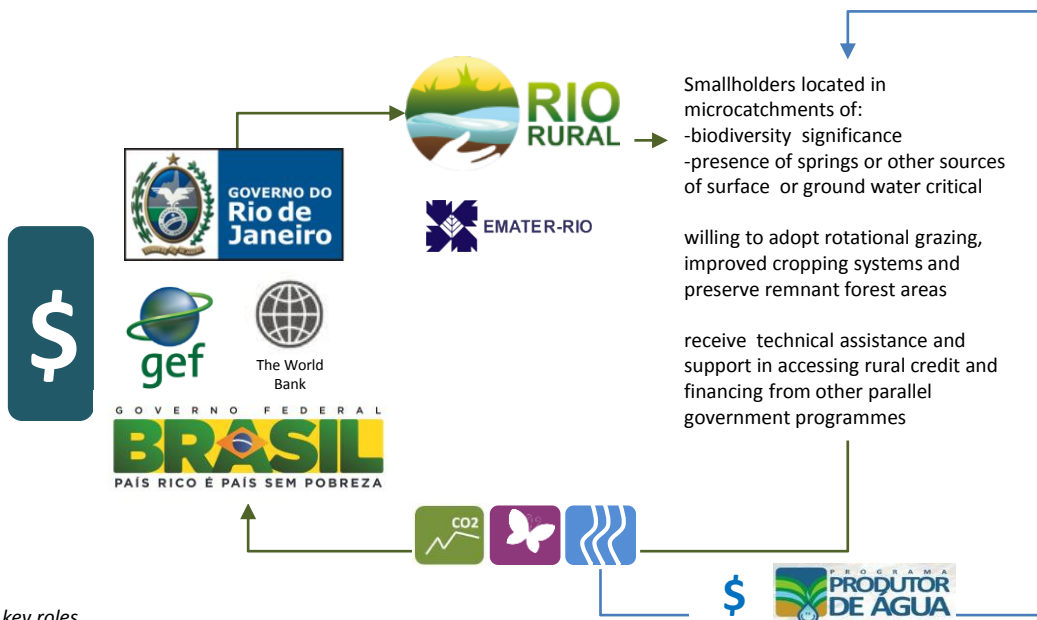 RIO
RURAL
Smallholders located in
microcatchments of:
-biodiversity significance
-presence of springs or other sources
of surface or ground water critical
GOVERNO DO
Rio de
Janeiro
EMATER-RIO
willing to adopt rotational grazing,
improved cropping systems and
preserve remnant forest areas
$
gef
The World
Bank
receive technical assistance and
support in accessing rural credit and
financing from other parallel
government programmes
GOVERNO FEDERAL
BRASIL
PAÍS RICO É PAÍS SEM POBREZA
CO2
$
PROGRAMA
PRODUTOR
DE ÁGUA
key roles